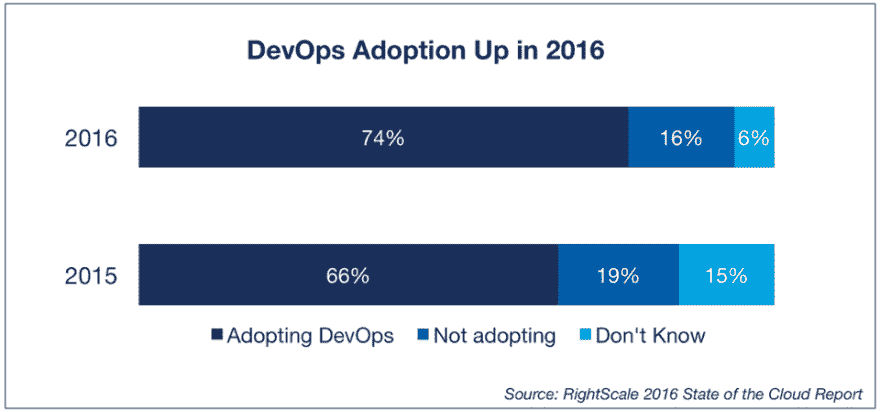 DevOps Adoption Up in 2016
2016 74% 16% 6%
2015 66% 19% 15%
Adopting DevOps Not adopting Don't Know
Source: RightScale 2016 State of the Cloud Report